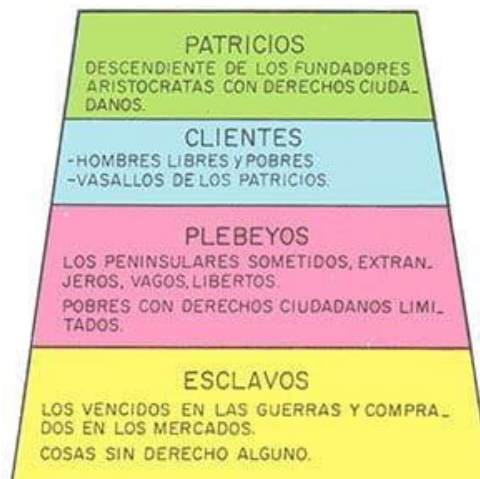 PATRICIOS
DESCENDIENTE DE LOS FUNDADORES
ARISTOCRATAS CON DERECHOS CIUDA_
DANOS.
CLIENTES
-HOMBRES LIBRES y POBRES
-VASALLOS DE LOS PATRICIOS.
PLEBEYOS
LOS PENINSULARES SOMETIDOS, EXTRAN_
JEROS, VAGOS, LIBERTOS.
POBRES CON DERECHOS CIUDADANOS LIMI_
TADOS.
ESCLAVOS
LOS VENCIDOS EN LAS GUERRAS Y COMPRA_
DOS EN LOS MERCADOS.
COSAS SIN DERECHO ALGUNO.